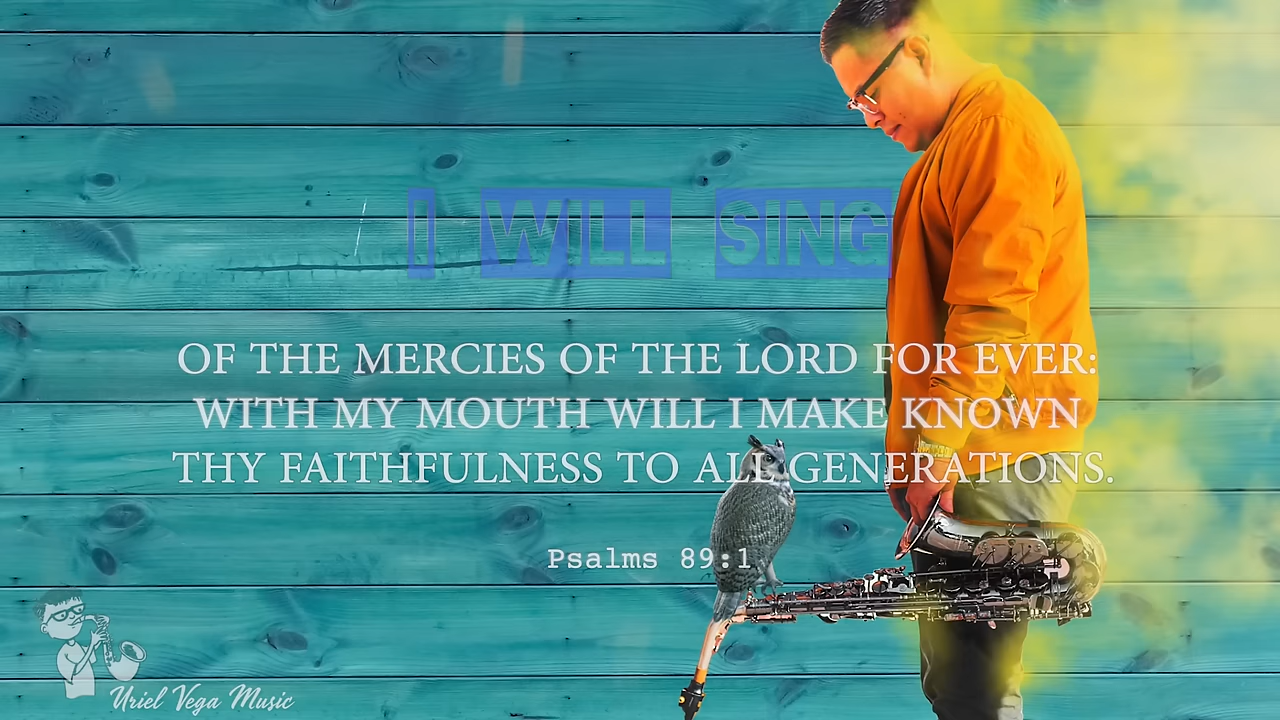 I WILL SING
OF THE MERCIES OF THE LORD FOR EVER:
WITH MY MOUTH WILL I MAKE KNOWN
THY FAITHFULNESS TO ALL GENERATIONS.
Psalms 89:1
Uriel Vega Music